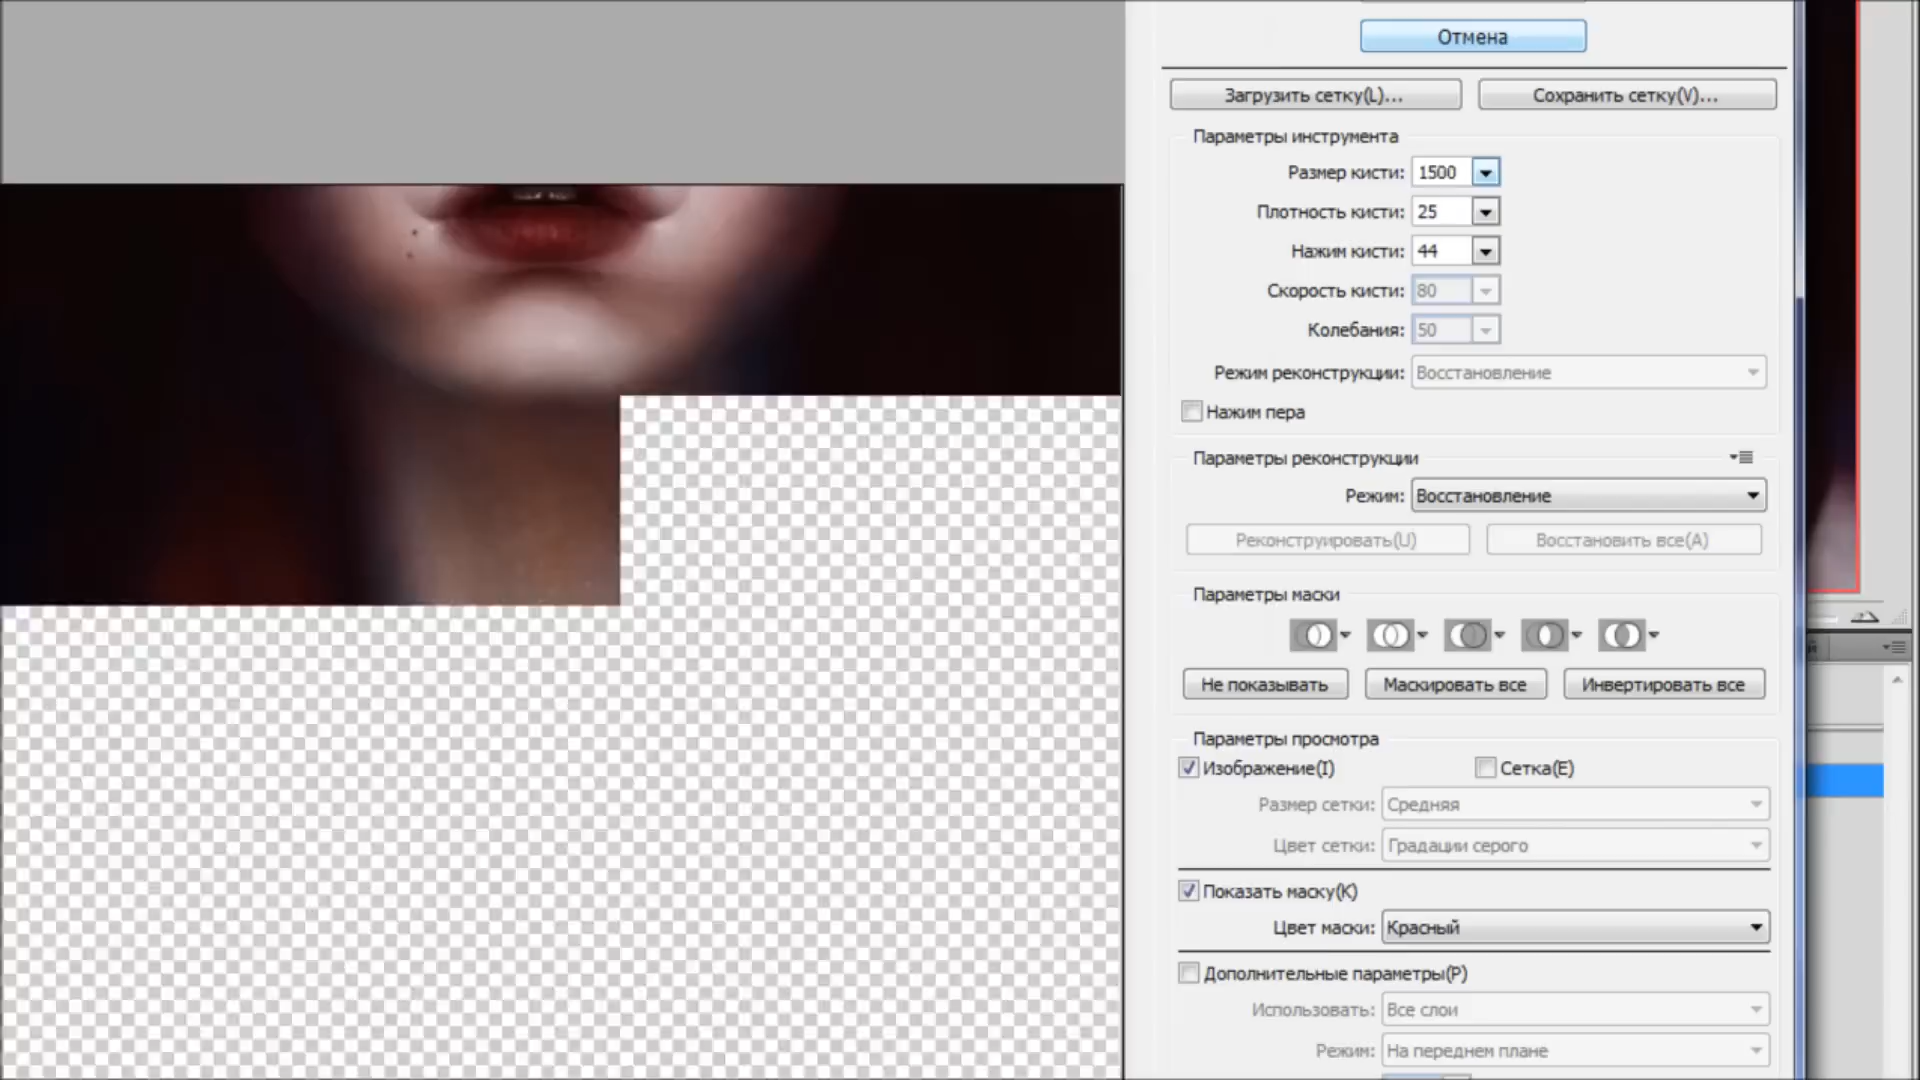 Отмена
Загрузить сетку(L)... Сохранить сетку(V)...
Параметры инструмента
Размер кисти: 1500
Плотность кисти: 25
Нажим кисти: 44
Скорость кисти: 80
Колебания: 50
Режим реконструкции: Восстановление
Нажим пера
Параметры реконструкции
Режим: Восстановление
Реконструировать(U) Восстановить все(A)
Параметры маски
Не показывать Маскировать все Инвертировать все
Параметры просмотра
Изображение(I) Сетка(E)
Размер сетки: Средняя
Цвет сетки: Градации серого
Показать маску(K)
Цвет маски: Красный
Дополнительные параметры(P)
Использовать: Все слои
Режим: На переднем плане